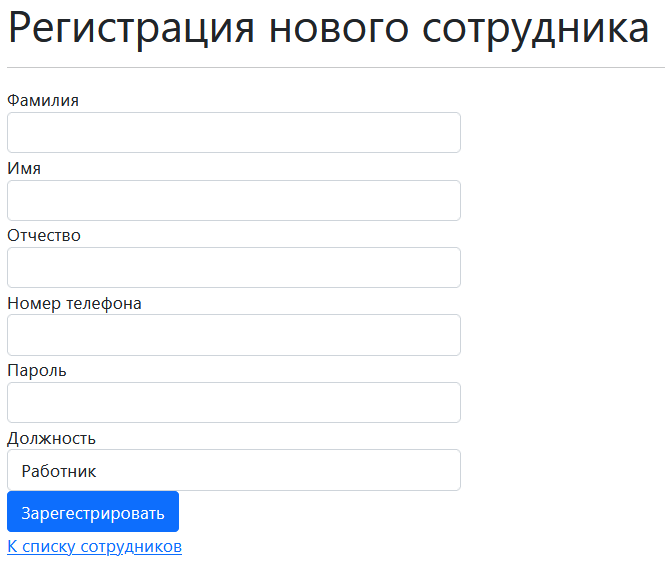 Регистрация нового сотрудника
Фамилия
Имя
Отчество
Номер телефона
Пароль
Должность
Работник
Зарегестрировать
К списку сотрудников